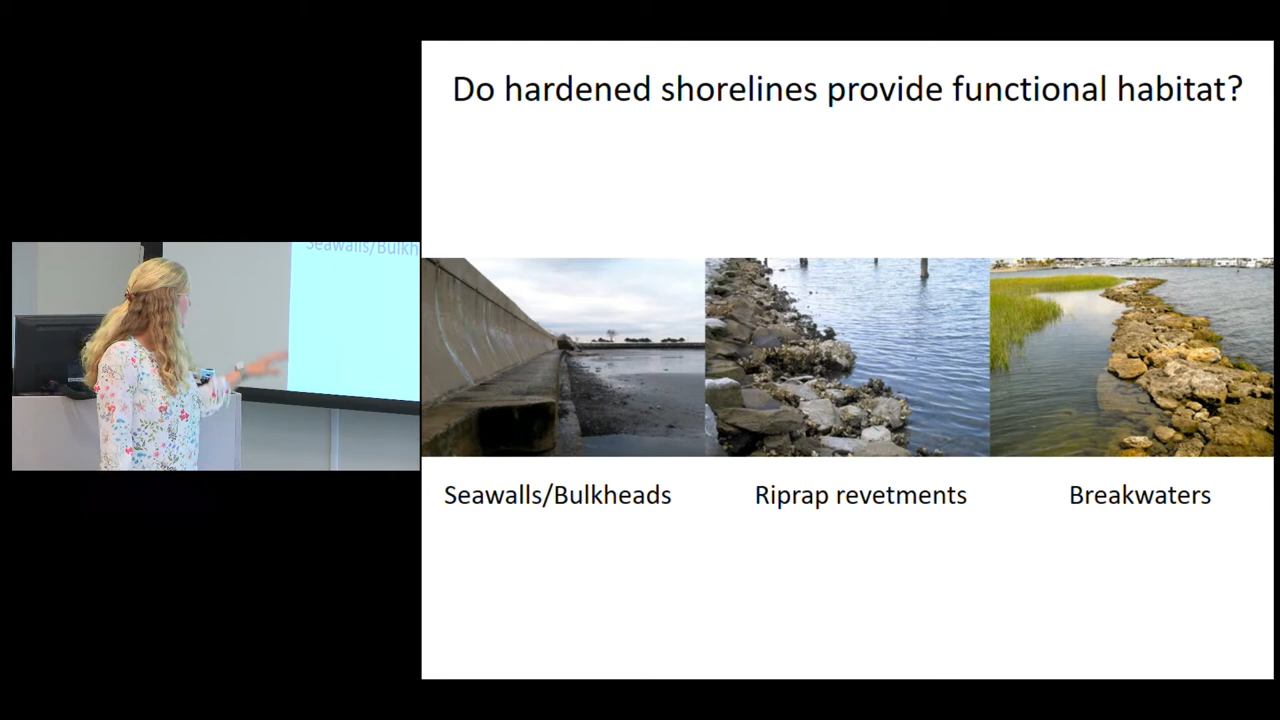 Do hardened shorelines provide functional habitat?
Seawalls/Bulkh
Seawalls/Bulkheads
Riprap revetments
Breakwaters